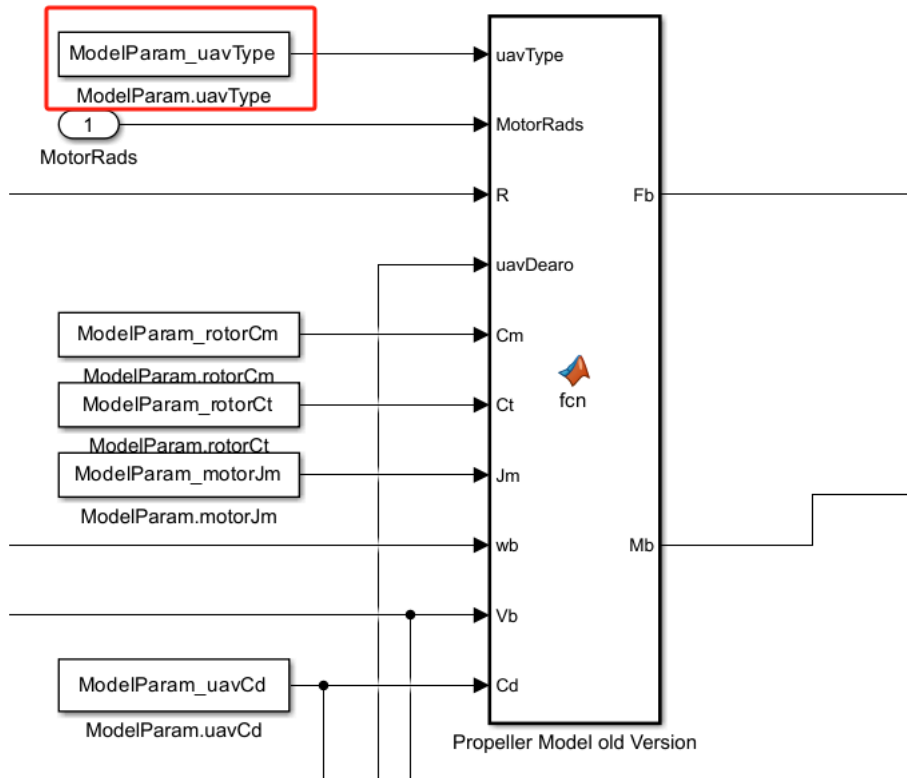 ModelParam_uavType
uavType
ModelParam.uavType
1
MotorRads
MotorRads
R
Fb
uavDearo
ModelParam_rotorCm
Cm
ModelParam.rotorCm
fcn
ModelParam_rotorCt
Ct
ModelParam.rotorCt
ModelParam_motorJm
Jm
ModelParam.motorJm
wb
Mb
Vb
ModelParam_uavCd
Cd
ModelParam.uavCd
Propeller Model old Version